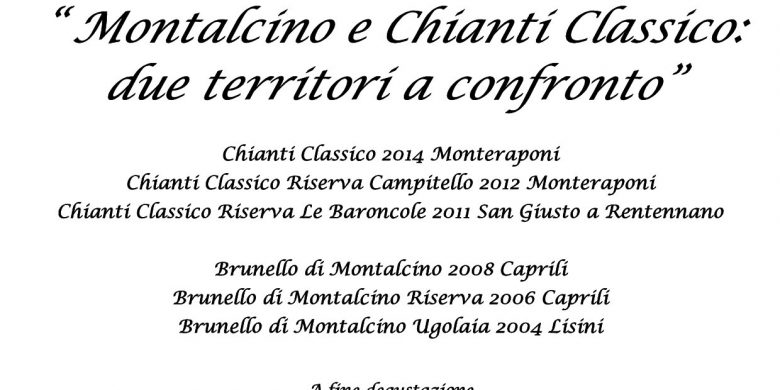 “Montalcino e Chianti Classico:
due territori a confronto”
Chianti Classico 2014 Monteraponi
Chianti Classico Riserva Campitello 2012 Monteraponi
Chianti Classico Riserva Le Baroncole 2011 San Giusto a Rentennano
Brunello di Montalcino 2008 Caprili
Brunello di Montalcino Riserva 2006 Caprili
Brunello di Montalcino Ugolaia 2004 Lisini
A fine degustazione